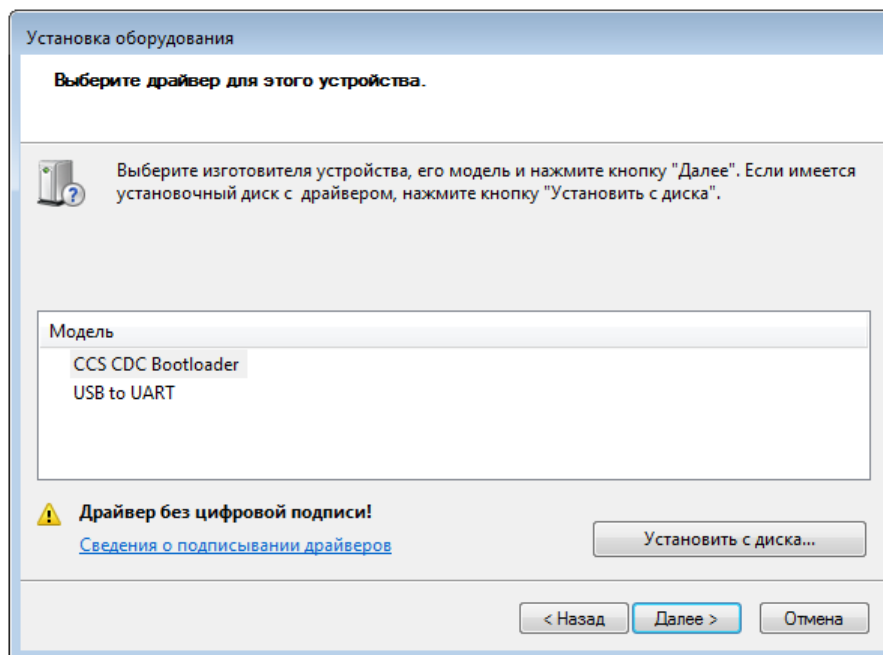 Установка оборудования
Выберите драйвер для этого устройства.
Выберите изготовителя устройства, его модель и нажмите кнопку "Далее". Если имеется
установочный диск с драйвером, нажмите кнопку "Установить с диска".
Модель
CCS CDC Bootloader
USB to UART
Драйвер без цифровой подписи!
Сведения о подписывании драйверов
Установить с диска...
< Назад
Далее >
Отмена